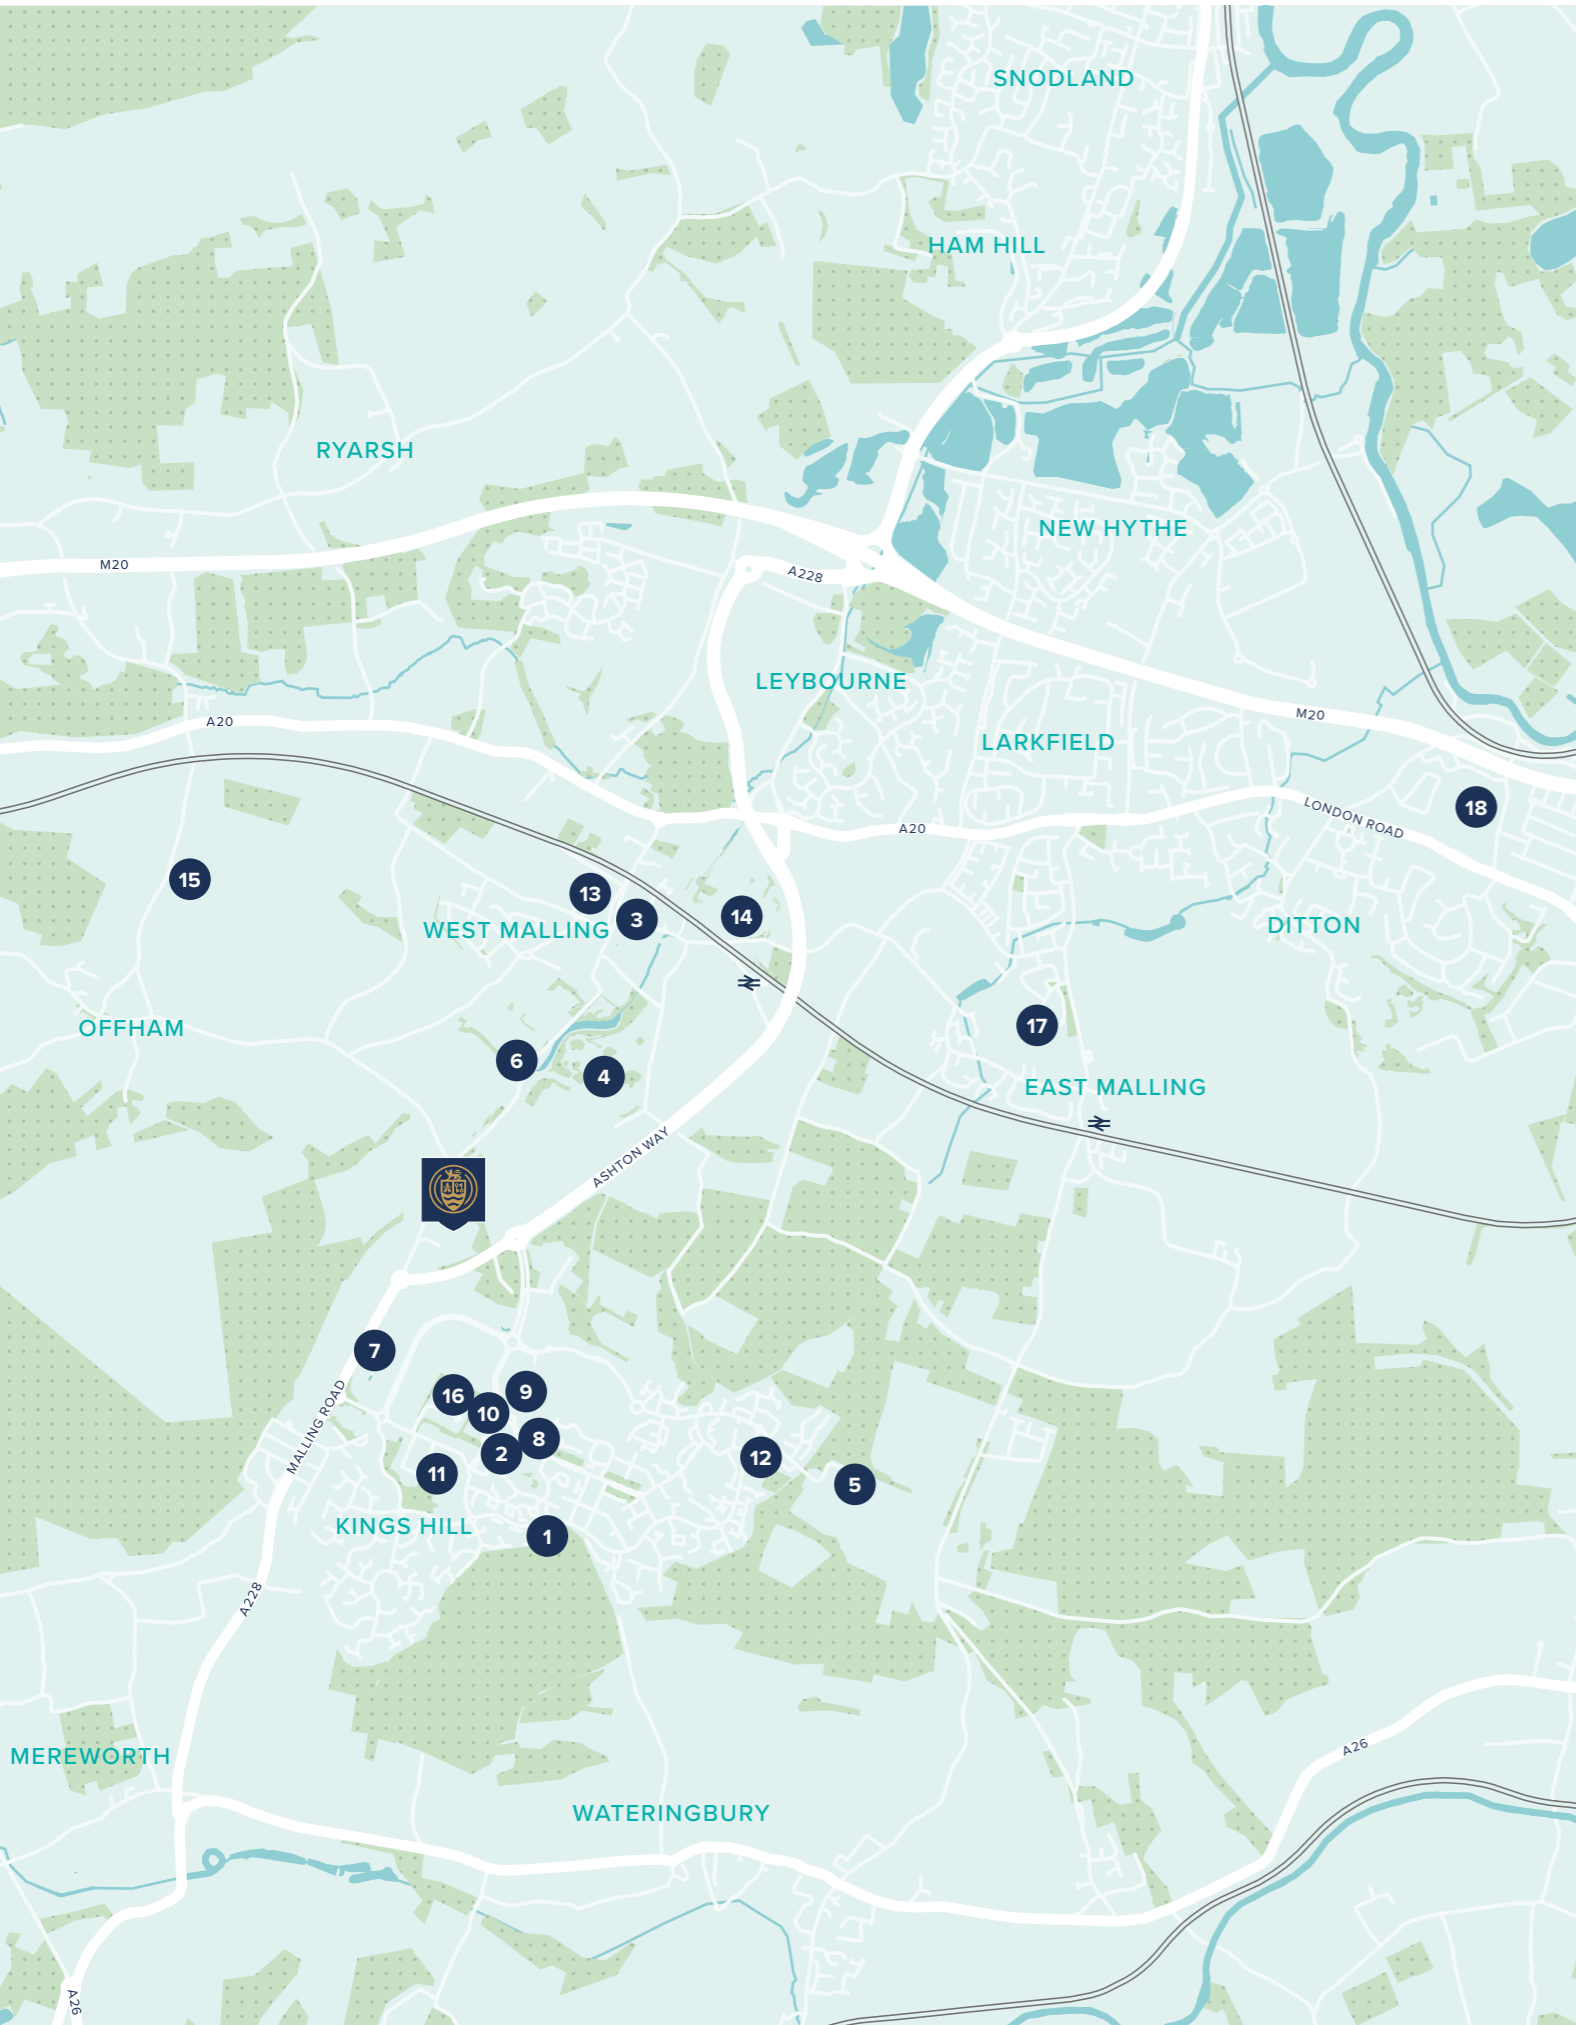 SNODLAND
HAM HILL
RYARSH
NEW HYTHE
M20
A228
LEYBOURNE
A20
M20
LARKFIELD
LONDON ROAD
18
A20
15
13
3
14
WEST MALLING
DITTON
OFFHAM
17
6
4
EAST MALLING
ASHTON WAY
7
MALLING ROAD
16
9
10
8
2
11
12
5
KINGS HILL
1
A228
MEREWORTH
A26
WATERINGBURY
A26